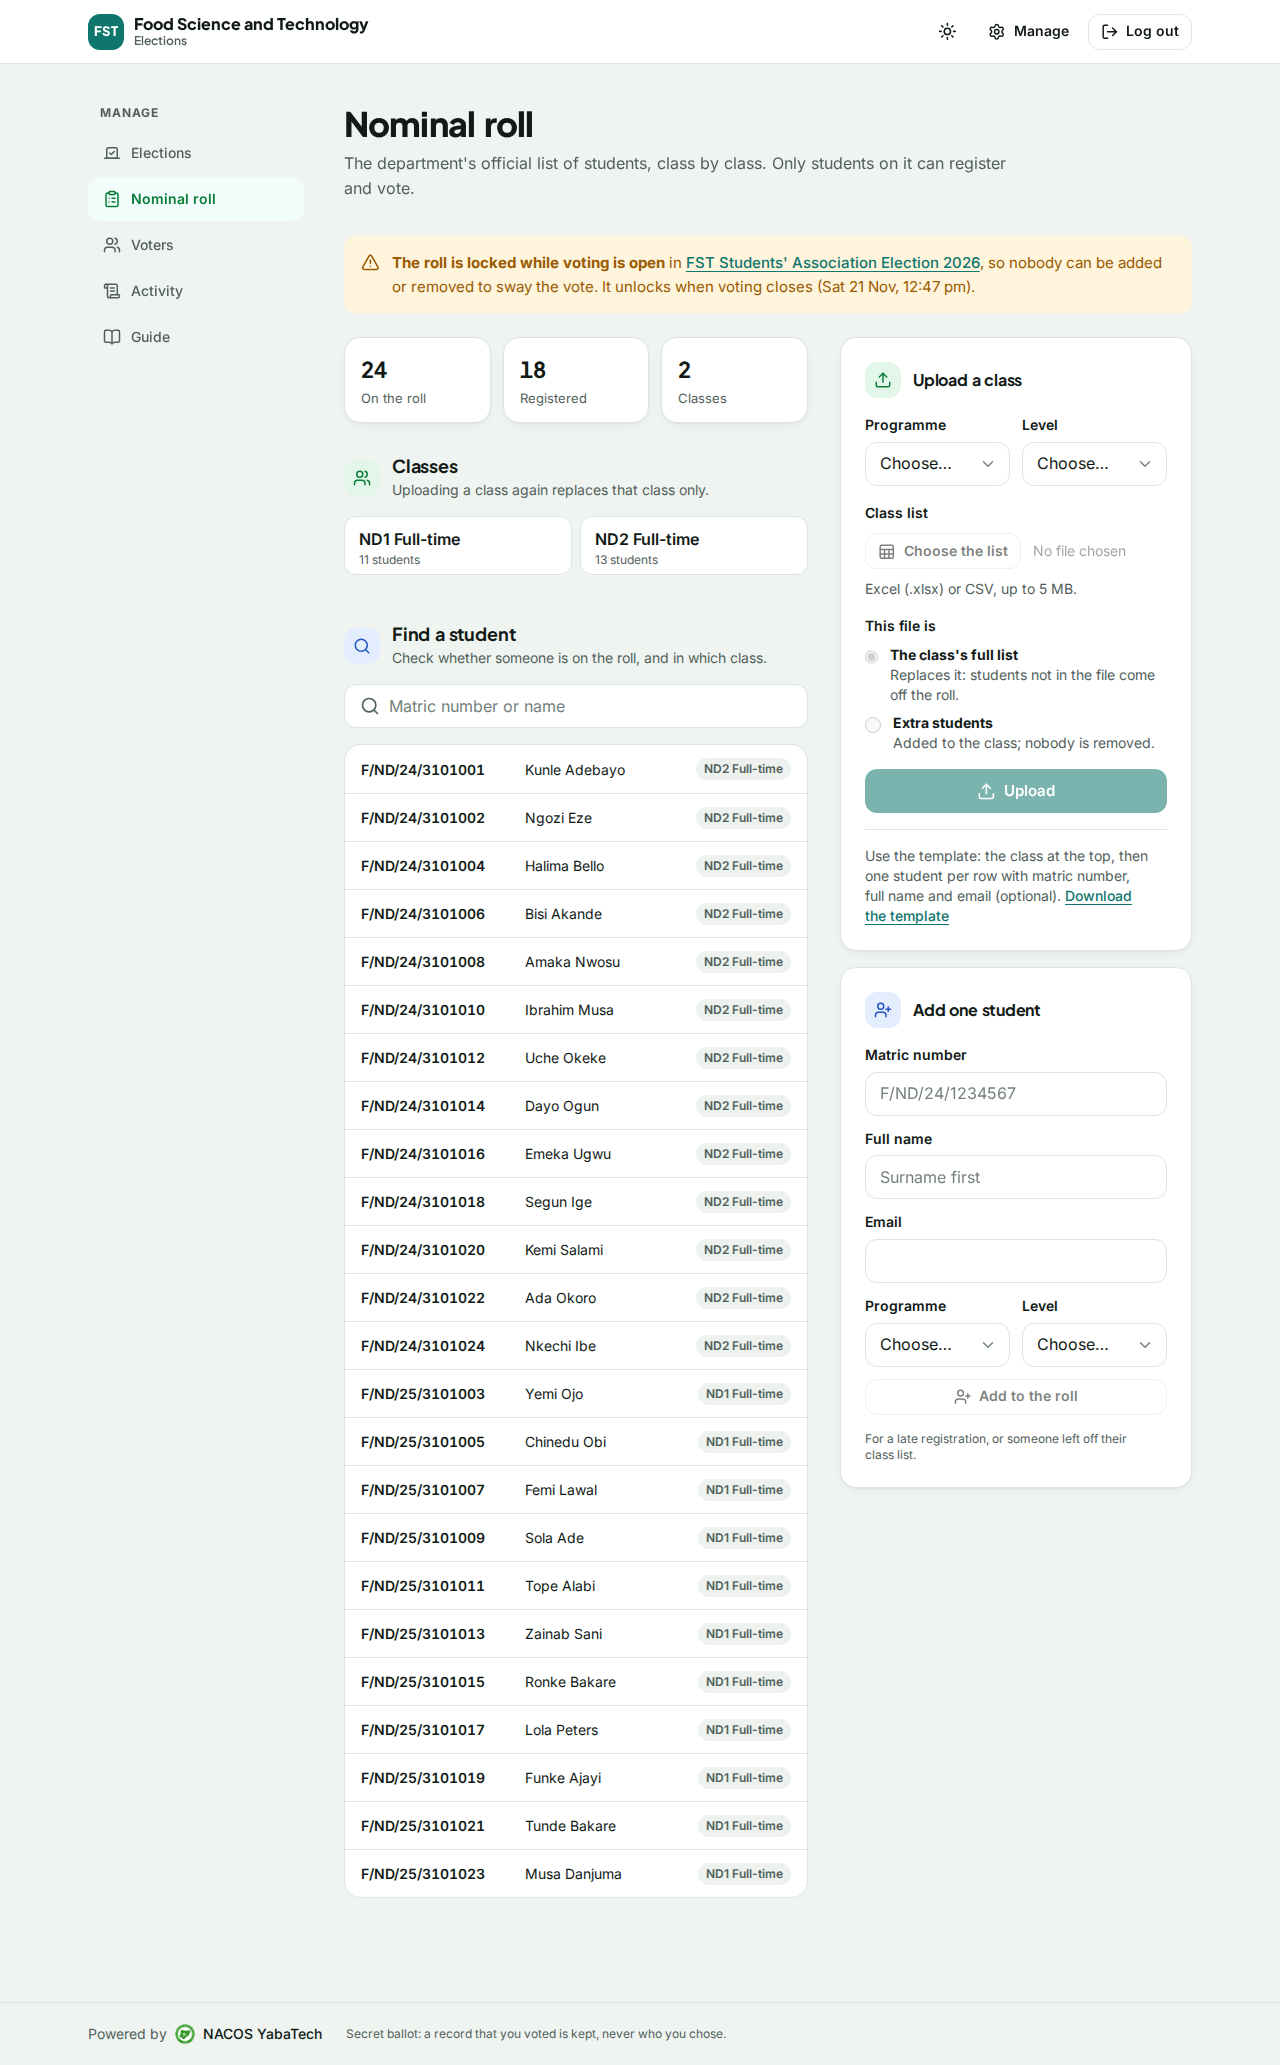 FST
Food Science and Technology
Elections
Manage
Log out
MANAGE
Elections
Nominal roll
Voters
Activity
Guide
Nominal roll
The department's official list of students, class by class. Only students on it can register
and vote.
The roll is locked while voting is open in FST Students' Association Election 2026, so nobody can be added
or removed to sway the vote. It unlocks when voting closes (Sat 21 Nov, 12:47 pm).
24
On the roll
18
Registered
2
Classes
Classes
Uploading a class again replaces that class only.
ND1 Full-time
11 students
ND2 Full-time
13 students
Find a student
Check whether someone is on the roll, and in which class.
Matric number or name
F/ND/24/3101001 Kunle Adebayo ND2 Full-time
F/ND/24/3101002 Ngozi Eze ND2 Full-time
F/ND/24/3101004 Halima Bello ND2 Full-time
F/ND/24/3101006 Bisi Akande ND2 Full-time
F/ND/24/3101008 Amaka Nwosu ND2 Full-time
F/ND/24/3101010 Ibrahim Musa ND2 Full-time
F/ND/24/3101012 Uche Okeke ND2 Full-time
F/ND/24/3101014 Dayo Ogun ND2 Full-time
F/ND/24/3101016 Emeka Ugwu ND2 Full-time
F/ND/24/3101018 Segun Ige ND2 Full-time
F/ND/24/3101020 Kemi Salami ND2 Full-time
F/ND/24/3101022 Ada Okoro ND2 Full-time
F/ND/24/3101024 Nkechi Ibe ND2 Full-time
F/ND/25/3101003 Yemi Ojo ND1 Full-time
F/ND/25/3101005 Chinedu Obi ND1 Full-time
F/ND/25/3101007 Femi Lawal ND1 Full-time
F/ND/25/3101009 Sola Ade ND1 Full-time
F/ND/25/3101011 Tope Alabi ND1 Full-time
F/ND/25/3101013 Zainab Sani ND1 Full-time
F/ND/25/3101015 Ronke Bakare ND1 Full-time
F/ND/25/3101017 Lola Peters ND1 Full-time
F/ND/25/3101019 Funke Ajayi ND1 Full-time
F/ND/25/3101021 Tunde Bakare ND1 Full-time
F/ND/25/3101023 Musa Danjuma ND1 Full-time
Upload a class
Programme Level
Choose... Choose...
Class list
Choose the list No file chosen
Excel (.xlsx) or CSV, up to 5 MB.
This file is
The class's full list
Replaces it: students not in the file come
off the roll.
Extra students
Added to the class; nobody is removed.
Upload
Use the template: the class at the top, then
one student per row with matric number,
full name and email (optional). Download
the template
Add one student
Matric number
F/ND/24/1234567
Full name
Surname first
Email
Programme Level
Choose... Choose...
Add to the roll
For a late registration, or someone left off their
class list.
Powered by NACOS YabaTech Secret ballot: a record that you voted is kept, never who you chose.